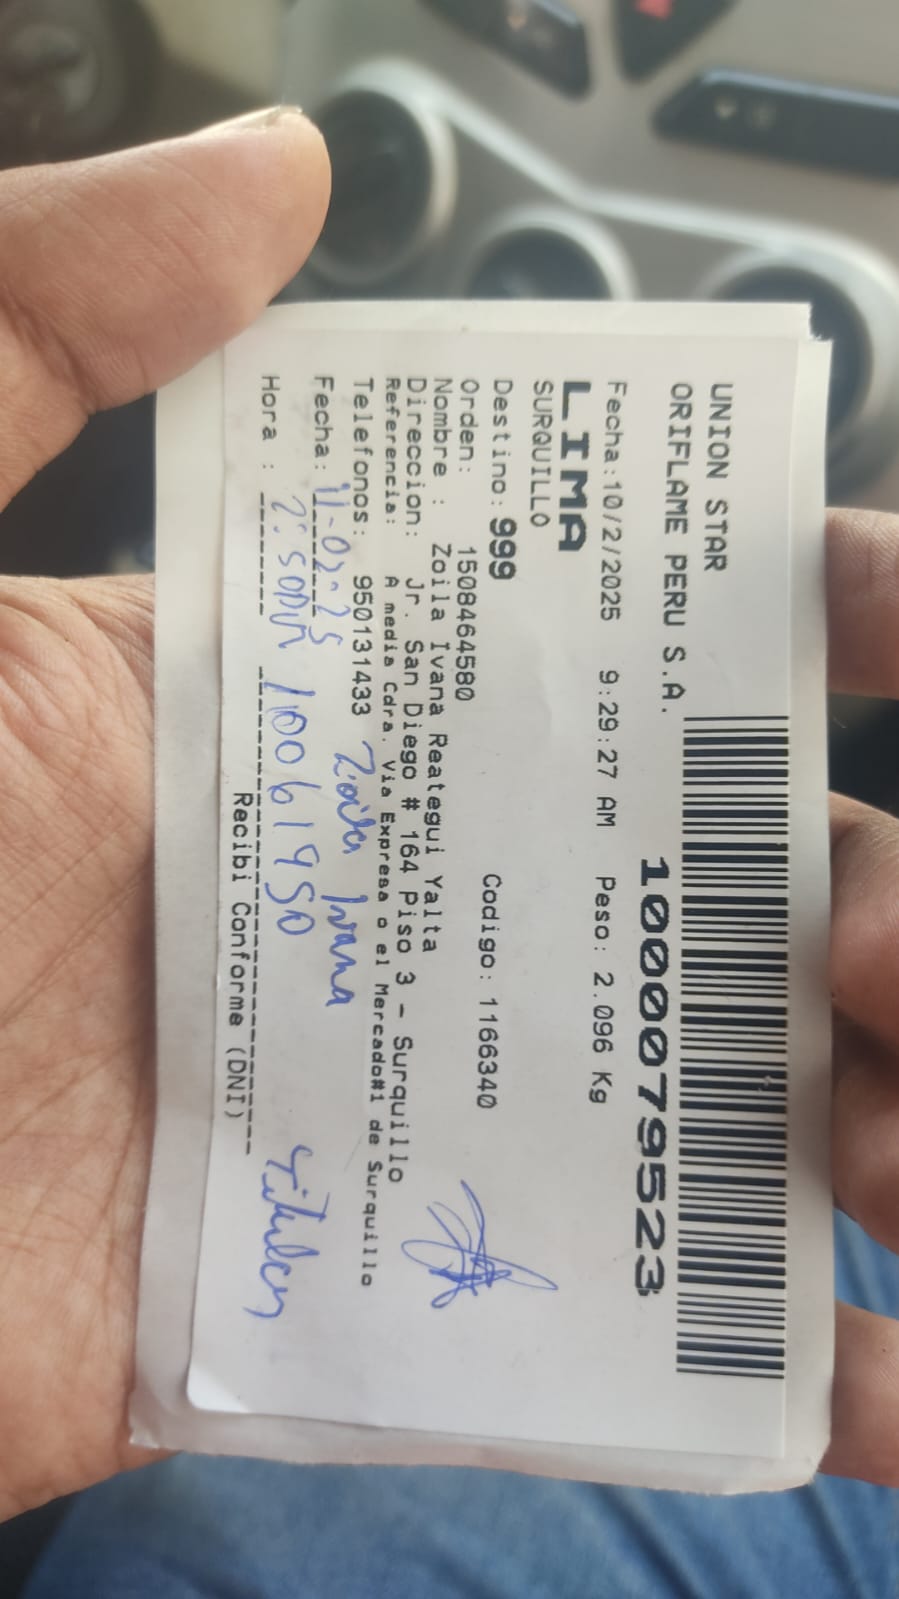 UNION STAR
ORIFLAME PERU S.A.
1000079523
Fecha:10/2/2025 9:29:27 AM Peso: 2.096 Kg
LIMA
SURQUILLO
Destino: 999
Codigo: 1166340
Orden: 1508464580
Nombre : Zoila Ivana Reategui Yalta
Direccion: Jr. San Diego # 164 Piso 3 - Surquillo
Referencia: A media Cdra. Via Expresa o el Mercado#1 de Surquillo
Telefonos: 950131433
Zoila Ivana
Fecha: 11-02-25
Hora : 2:50pm 10061950 titular
Recibi Conforme (DNI)